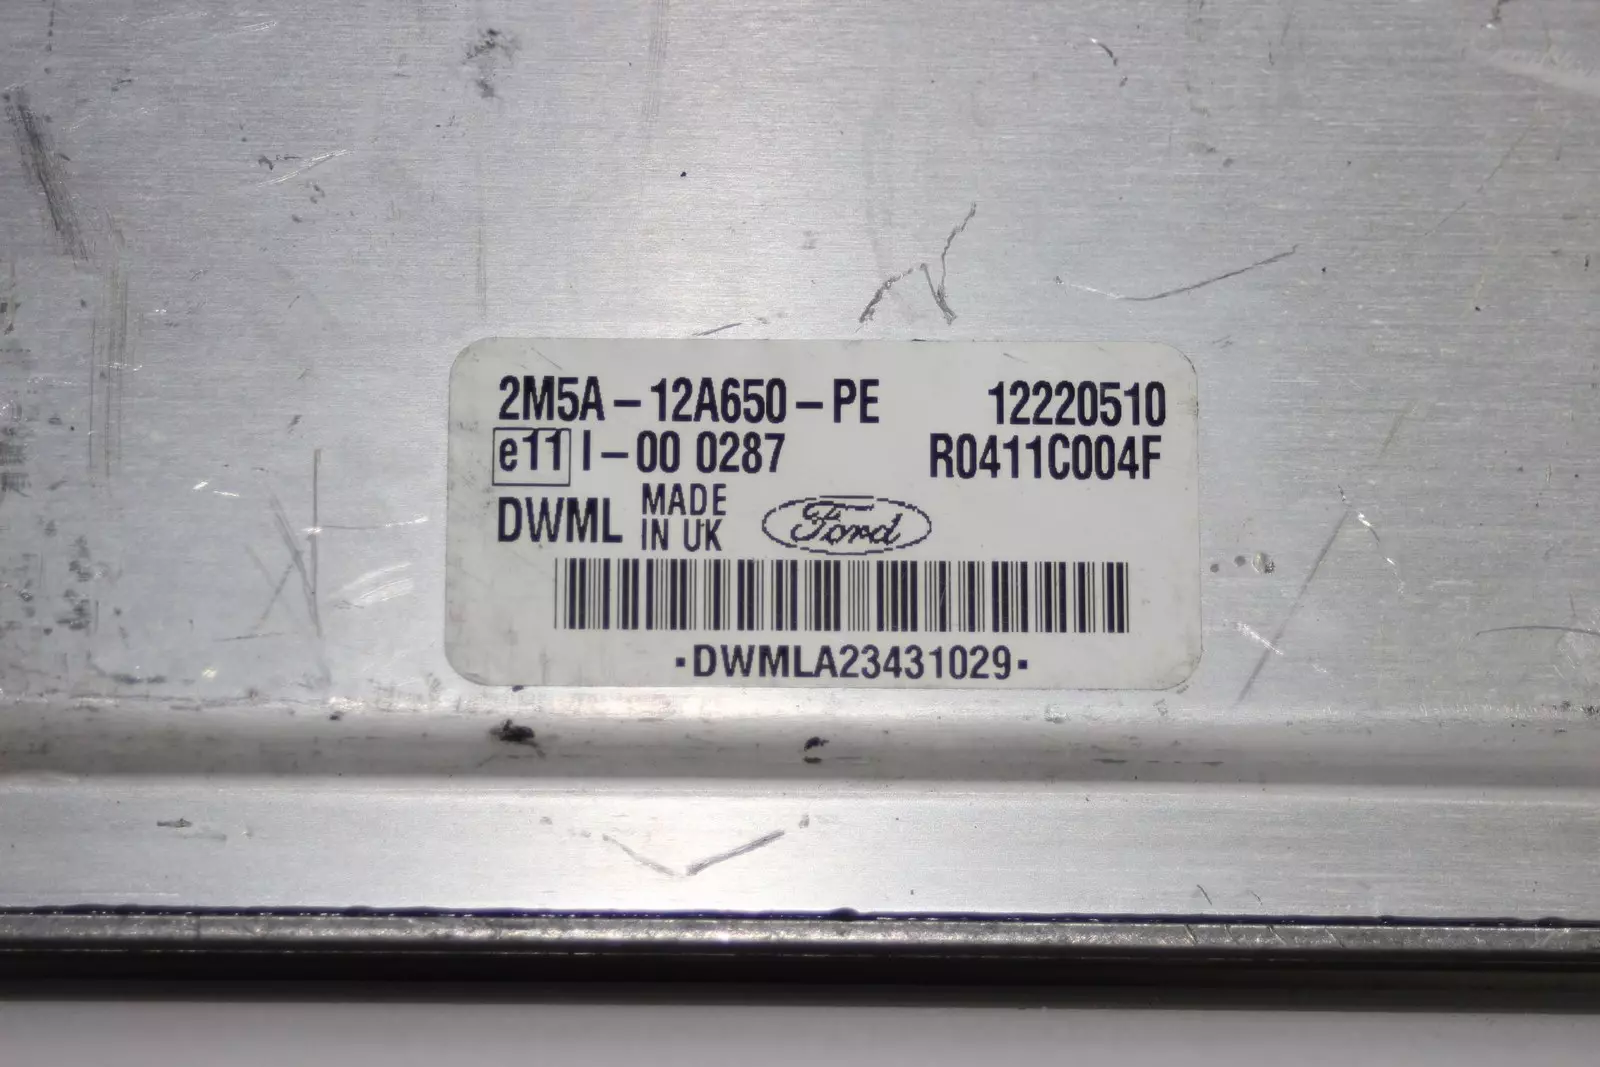 2M5A-12A650-PE 12220510
e11 I-00 0287 R0411C004F
DWML MADE IN UK Ford
·DWMLA23431029·